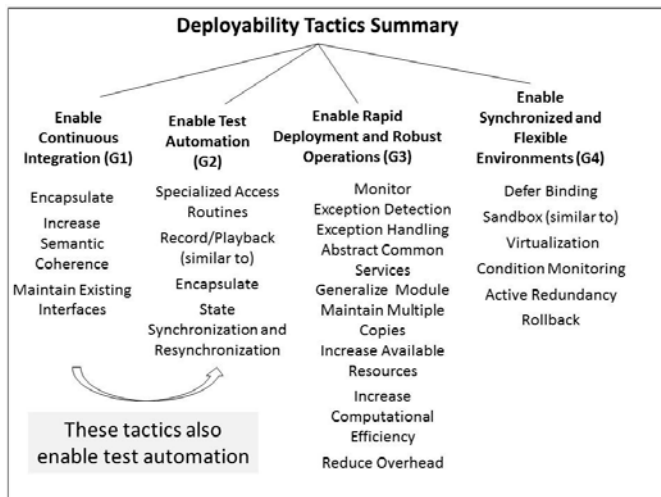 Deployability Tactics Summary
Enable
Continuous
Integration (G1)
Encapsulate
Increase
Semantic
Coherence
Maintain Existing
Interfaces
Enable Test
Automation
(G2)
Specialized Access
Routines
Record/Playback
(similar to)
Encapsulate
State
Synchronization and
Resynchronization
Enable Rapid
Deployment and Robust
Operations (G3)
Monitor
Exception Detection
Exception Handling
Abstract Common
Services
Generalize Module
Maintain Multiple
Copies
Increase Available
Resources
Increase
Computational
Efficiency
Reduce Overhead
Enable
Synchronized and
Flexible
Environments (G4)
Defer Binding
Sandbox (similar to)
Virtualization
Condition Monitoring
Active Redundancy
Rollback
These tactics also
enable test automation